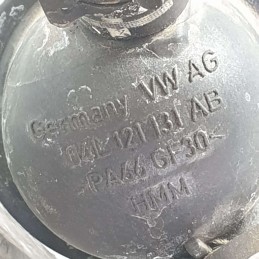 Germany VW AG
04L 121 131 AB
>PA66 GF30<
HMM